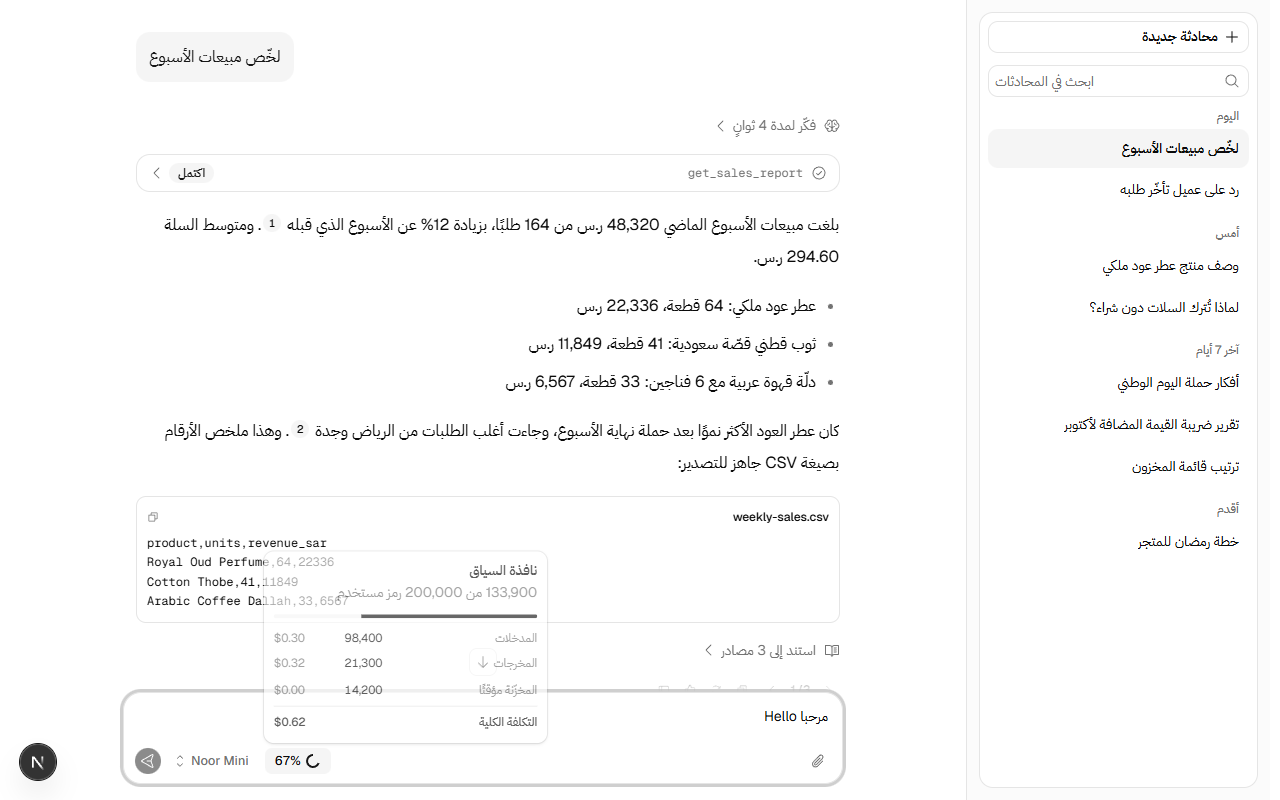 محادثة جديدة
ابحث في المحادثات
اليوم
لخّص مبيعات الأسبوع
رد على عميل تأخّر طلبه
أمس
وصف منتج عطر عود ملكي
لماذا تُترك السلات دون شراء؟
آخر 7 أيام
أفكار حملة اليوم الوطني
تقرير ضريبة القيمة المضافة لأكتوبر
ترتيب قائمة المخزون
أقدم
خطة رمضان للمتجر
لخّص مبيعات الأسبوع
فكّر لمدة 4 ثوانٍ
get_sales_report
اكتمل
بلغت مبيعات الأسبوع الماضي 48,320 ر.س من 164 طلبًا، بزيادة 12% عن الأسبوع الذي قبله 1 . ومتوسط السلة
294.60 ر.س.
عطر عود ملكي: 64 قطعة، 22,336 ر.س
ثوب قطني قصّة سعودية: 41 قطعة، 11,849 ر.س
دلّة قهوة عربية مع 6 فناجين: 33 قطعة، 6,567 ر.س
كان عطر العود الأكثر نموًا بعد حملة نهاية الأسبوع، وجاءت أغلب الطلبات من الرياض وجدة 2 . وهذا ملخص الأرقام
بصيغة CSV جاهز للتصدير:
weekly-sales.csv
product,units,revenue_sar
Royal Oud Perfume,64,22336
Cotton Thobe,41,11849
Arabic Coffee Dallah,33,6567
نافذة السياق
133,900 من 200,000 رمز مستخدم
المدخلات 98,400 $0.30
المخرجات 21,300 $0.32
المخزّنة مؤقتًا 14,200 $0.00
التكلفة الكلية $0.62
استند إلى 3 مصادر
مرحبا Hello
67%
Noor Mini
N